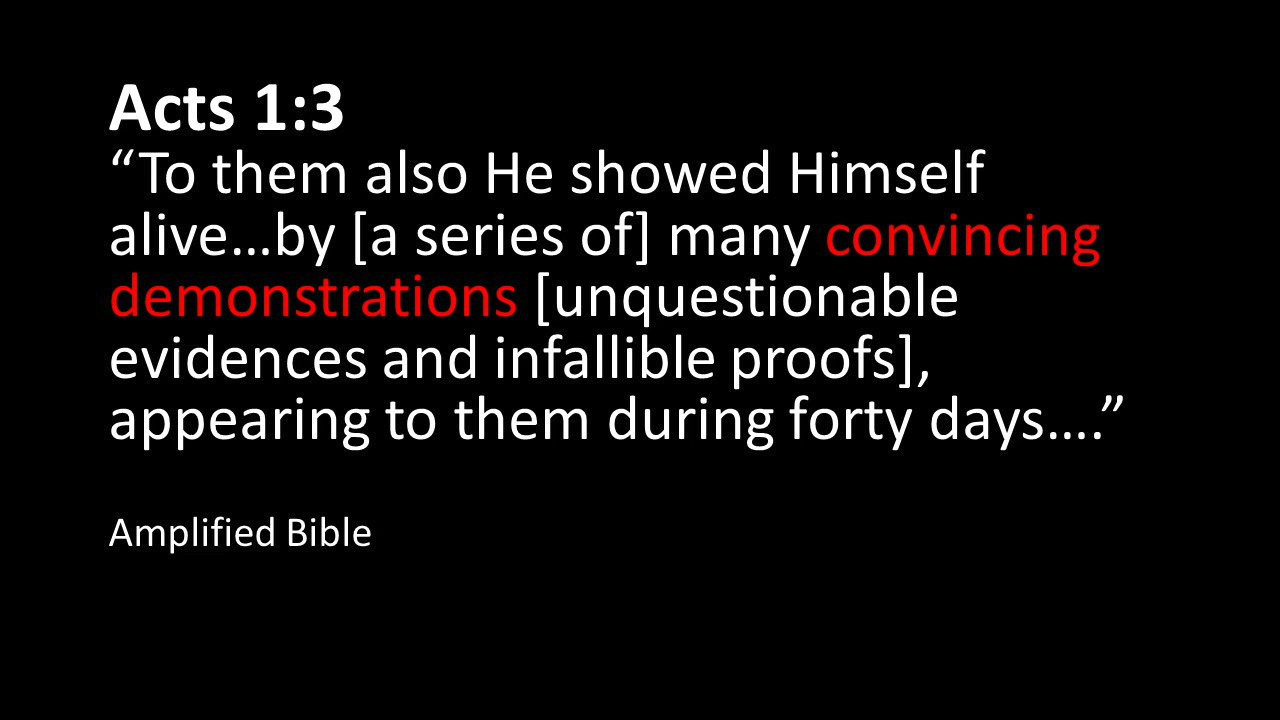 Acts 1:3
“To them also He showed Himself
alive…by [a series of] many convincing
demonstrations [unquestionable
evidences and infallible proofs],
appearing to them during forty days….”
Amplified Bible